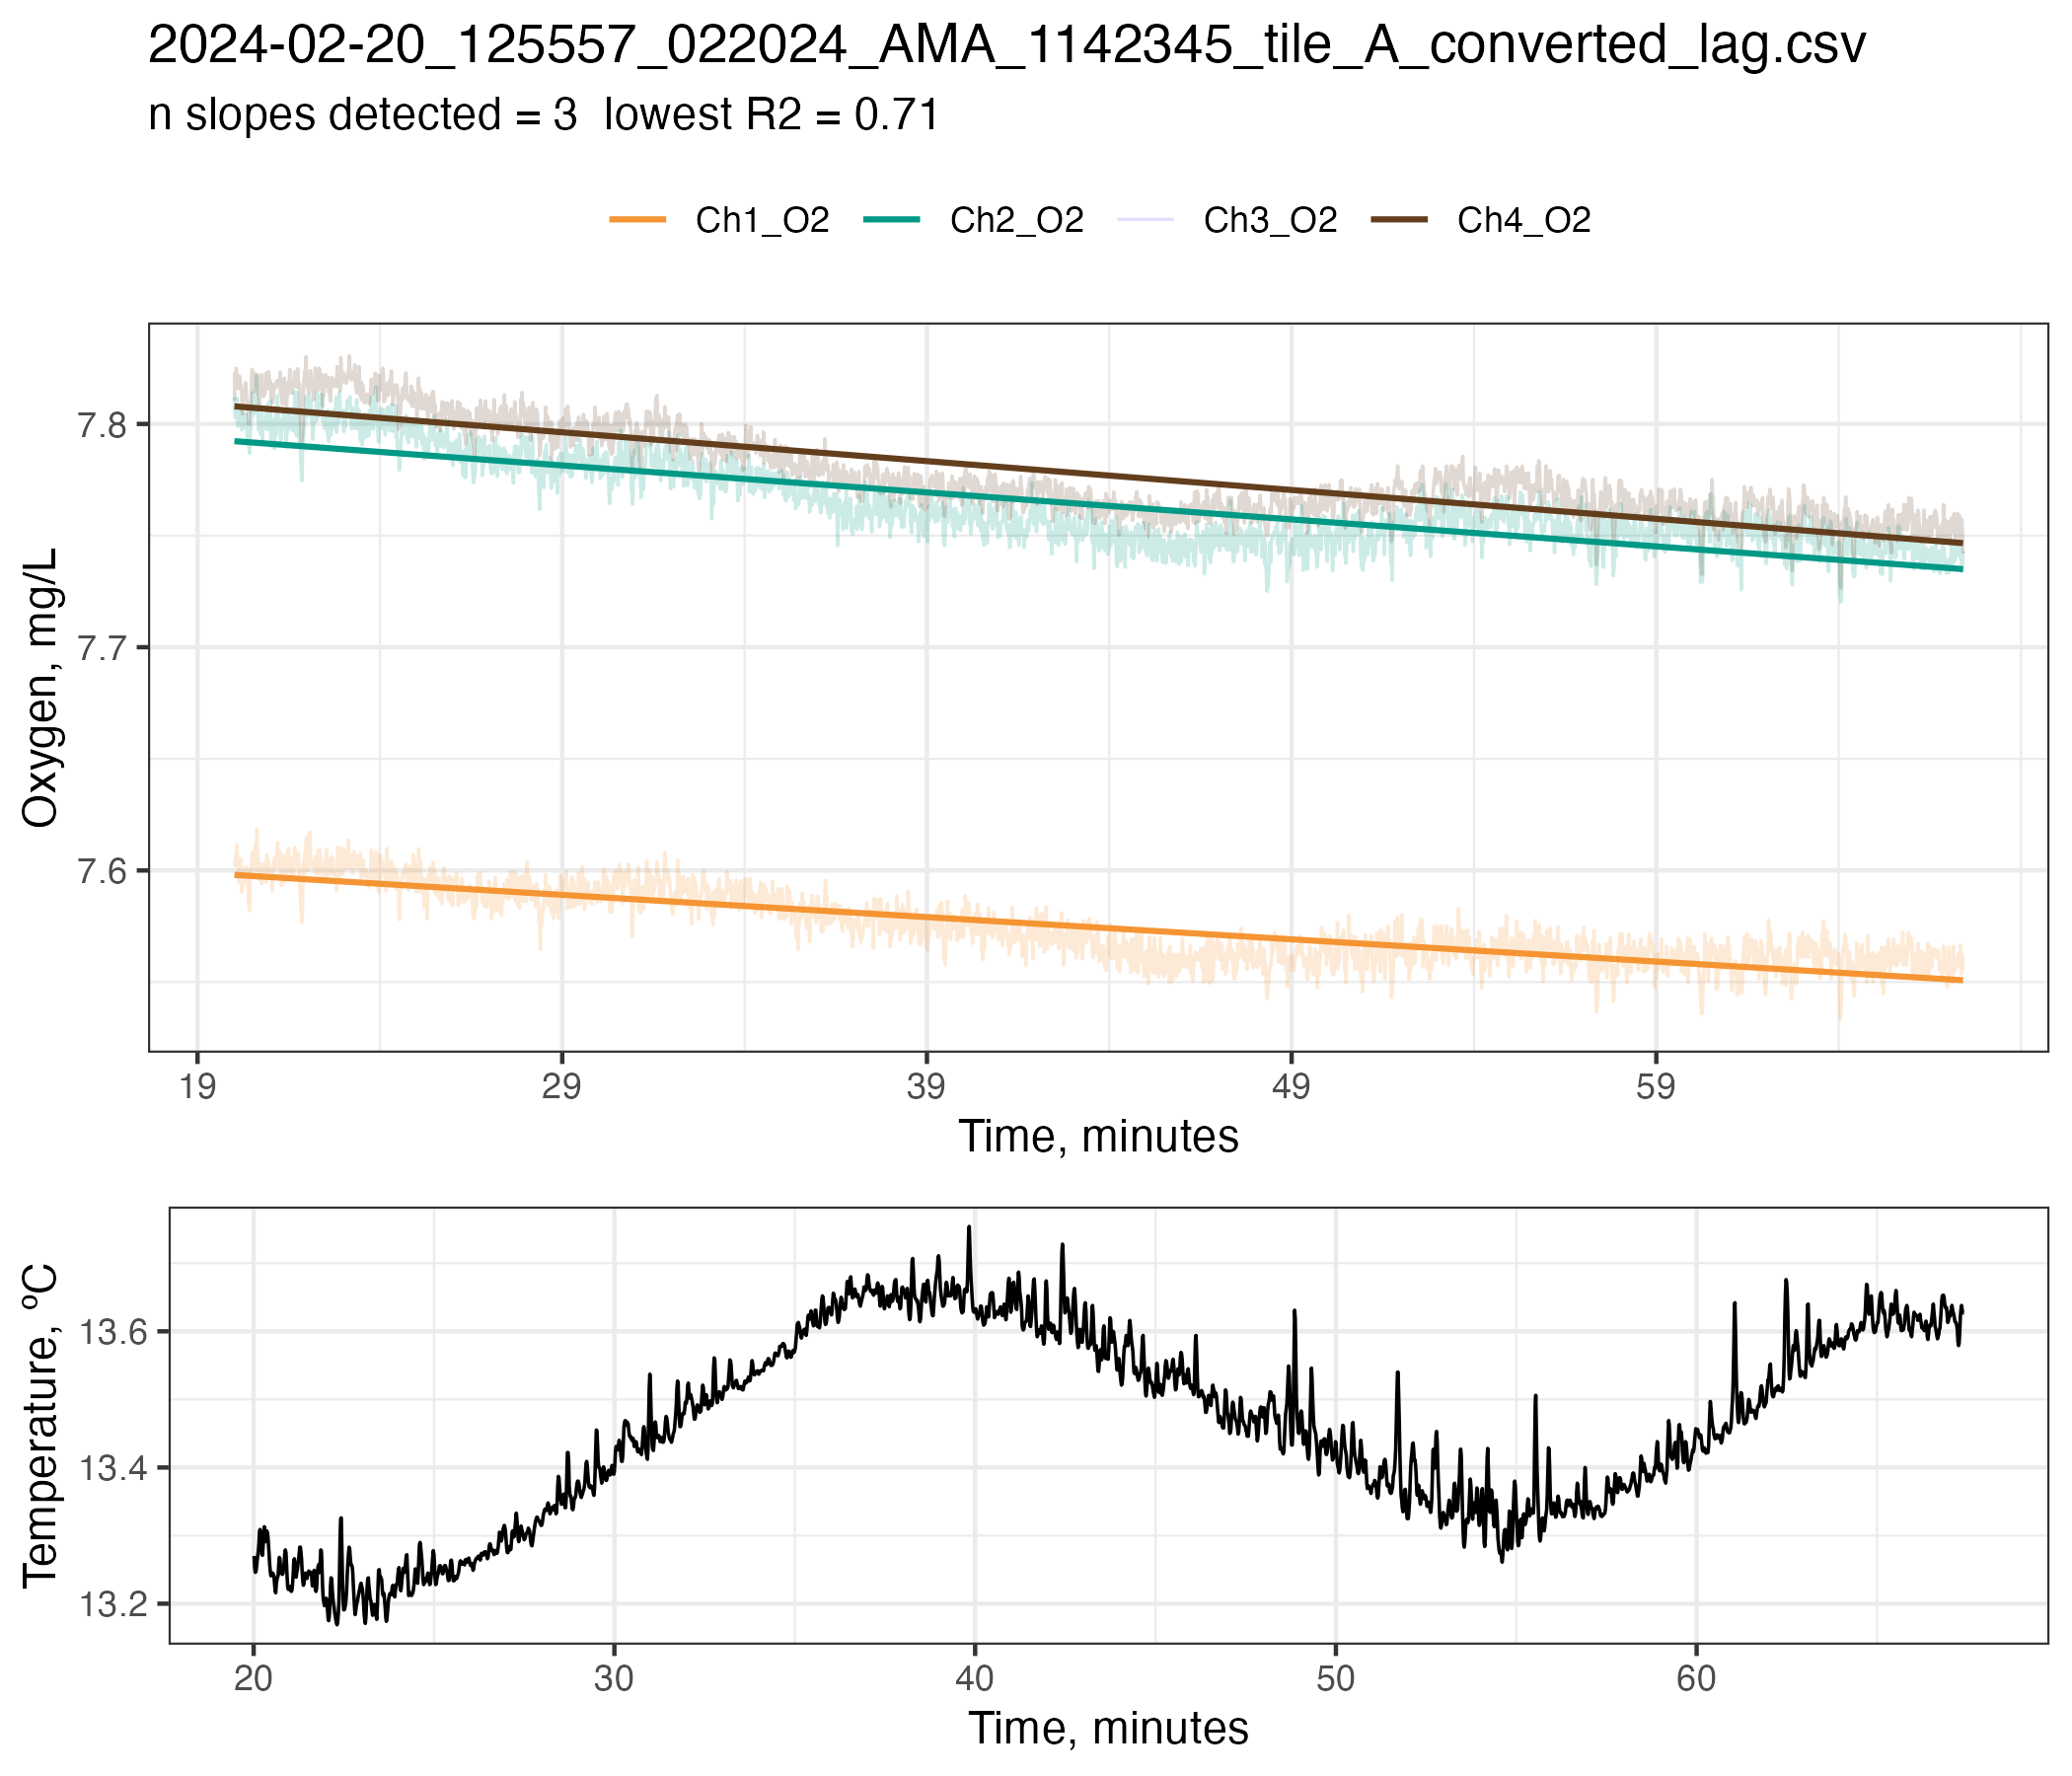 2024-02-20_125557_022024_AMA_1142345_tile_A_converted_lag.csv
n slopes detected = 3  lowest R2 = 0.71
Ch1_O2 Ch2_O2 Ch3_O2 Ch4_O2
Oxygen, mg/L
7.8
7.7
7.6
19 29 39 49 59
Time, minutes
Temperature, ºC
13.6
13.4
13.2
20 30 40 50 60
Time, minutes